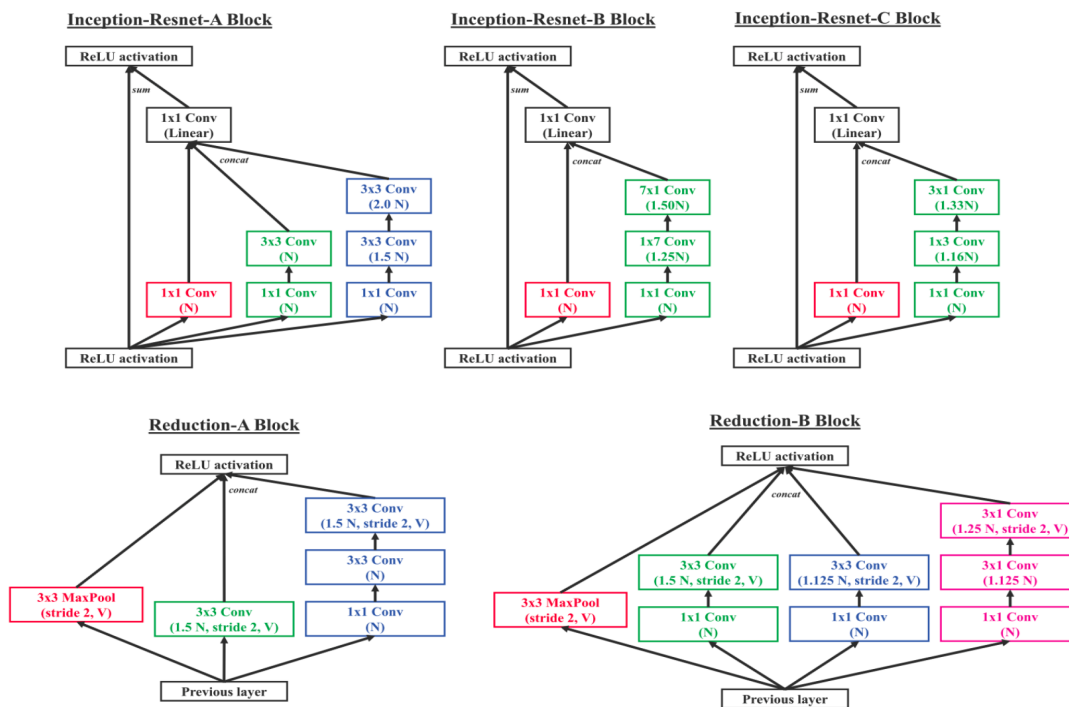 Inception-Resnet-A Block
ReLU activation
sum
1x1 Conv
(Linear)
concat
3x3 Conv
(2.0 N)
3x3 Conv
(N)
3x3 Conv
(1.5 N)
1x1 Conv
(N)
1x1 Conv
(N)
1x1 Conv
(N)
ReLU activation
Inception-Resnet-B Block
ReLU activation
sum
1x1 Conv
(Linear)
concat
7x1 Conv
(1.50N)
1x7 Conv
(1.25N)
1x1 Conv
(N)
1x1 Conv
(N)
ReLU activation
Inception-Resnet-C Block
ReLU activation
sum
1x1 Conv
(Linear)
concat
3x1 Conv
(1.33N)
1x3 Conv
(1.16N)
1x1 Conv
(N)
1x1 Conv
(N)
ReLU activation
Reduction-A Block
ReLU activation
concat
3x3 Conv
(1.5 N, stride 2, V)
3x3 Conv
(N)
3x3 MaxPool
(stride 2, V)
3x3 Conv
(1.5 N, stride 2, V)
1x1 Conv
(N)
Previous layer
Reduction-B Block
ReLU activation
concat
3x1 Conv
(1.25 N, stride 2, V)
3x3 Conv
(1.5 N, stride 2, V)
3x3 Conv
(1.125 N, stride 2, V)
3x1 Conv
(1.125 N)
3x3 MaxPool
(stride 2, V)
1x1 Conv
(N)
1x1 Conv
(N)
1x1 Conv
(N)
Previous layer